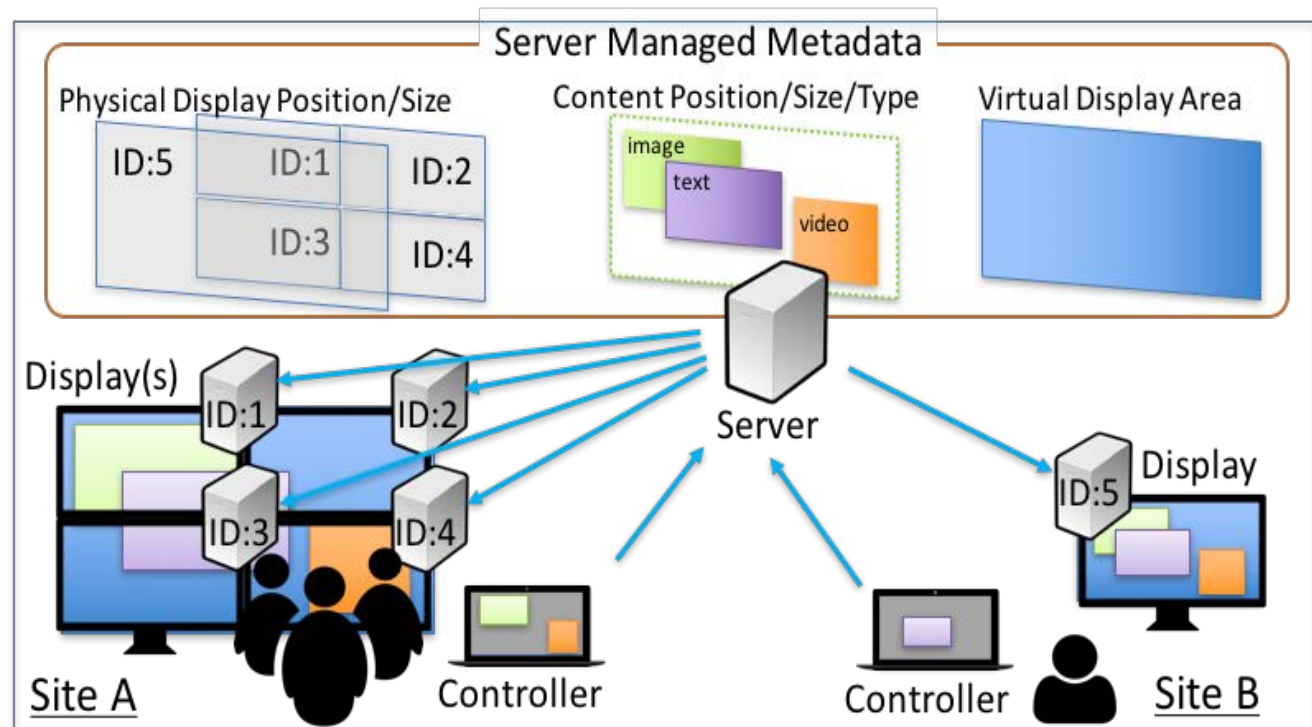 Server Managed Metadata
Physical Display Position/Size
Content Position/Size/Type
Virtual Display Area
ID:5
ID:1
ID:2
ID:3
ID:4
image
text
video
Display(s)
ID:1
ID:2
ID:3
ID:4
Server
ID:5
Display
Site A
Controller
Controller
Site B